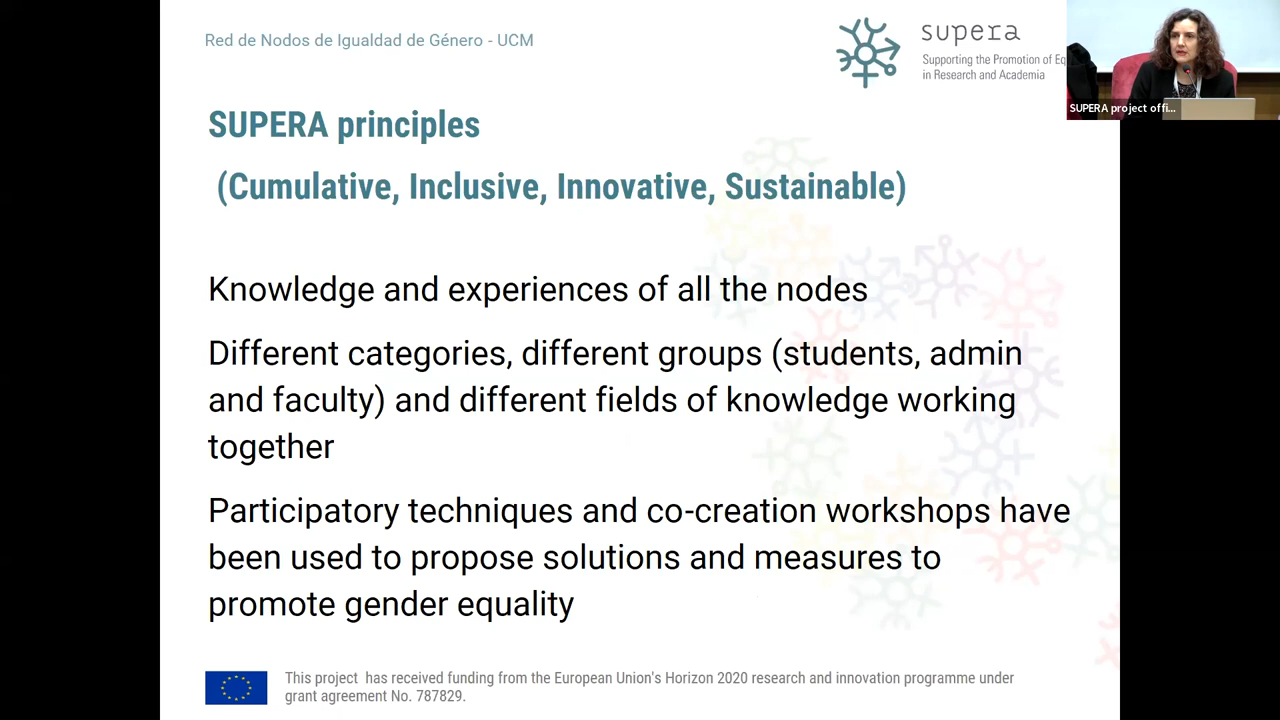 Red de Nodos de Igualdad de Género - UCM
supera
Supporting the Promotion of Eq
in Research and Academia
SUPERA project offi...
SUPERA principles
(Cumulative, Inclusive, Innovative, Sustainable)
Knowledge and experiences of all the nodes
Different categories, different groups (students, admin
and faculty) and different fields of knowledge working
together
Participatory techniques and co-creation workshops have
been used to propose solutions and measures to
promote gender equality
This project has received funding from the European Union's Horizon 2020 research and innovation programme under
grant agreement No. 787829.